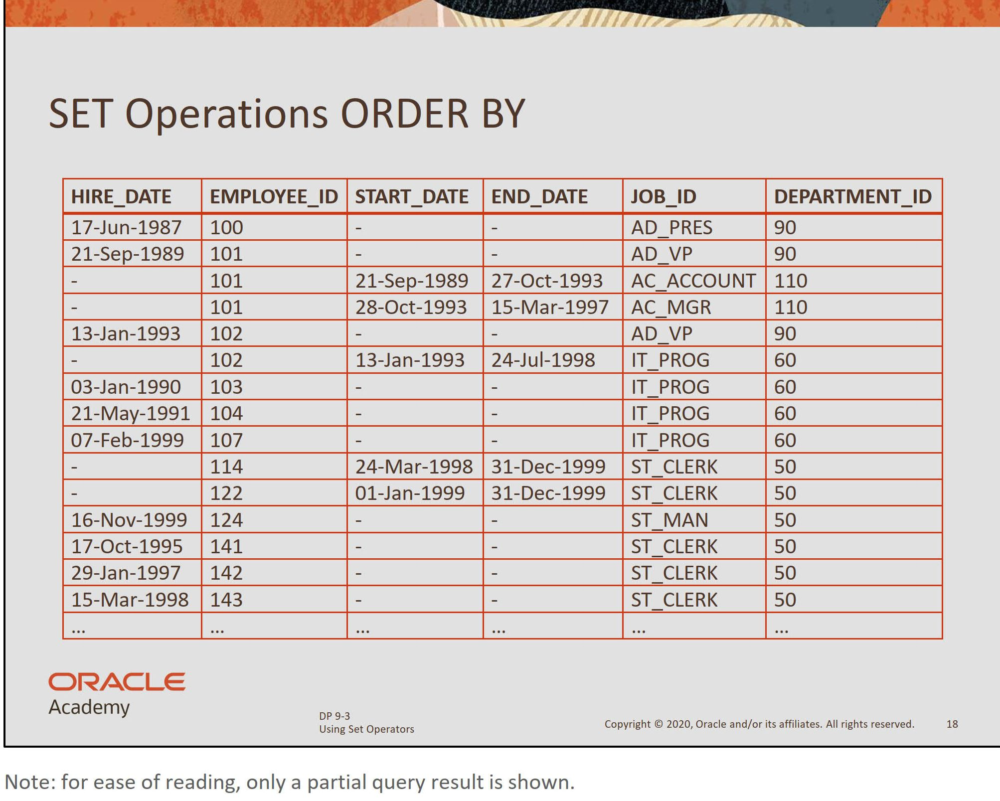 SET Operations ORDER BY
HIRE_DATE EMPLOYEE_ID START_DATE END_DATE JOB_ID DEPARTMENT_ID
17-Jun-1987 100 - - AD_PRES 90
21-Sep-1989 101 - - AD_VP 90
- 101 21-Sep-1989 27-Oct-1993 AC_ACCOUNT 110
- 101 28-Oct-1993 15-Mar-1997 AC_MGR 110
13-Jan-1993 102 - - AD_VP 90
- 102 13-Jan-1993 24-Jul-1998 IT_PROG 60
03-Jan-1990 103 - - IT_PROG 60
21-May-1991 104 - - IT_PROG 60
07-Feb-1999 107 - - IT_PROG 60
- 114 24-Mar-1998 31-Dec-1999 ST_CLERK 50
- 122 01-Jan-1999 31-Dec-1999 ST_CLERK 50
16-Nov-1999 124 - - ST_MAN 50
17-Oct-1995 141 - - ST_CLERK 50
29-Jan-1997 142 - - ST_CLERK 50
15-Mar-1998 143 - - ST_CLERK 50
... ... ... ... ... ...
ORACLE
Academy
DP 9-3
Using Set Operators
Copyright © 2020, Oracle and/or its affiliates. All rights reserved. 18
Note: for ease of reading, only a partial query result is shown.